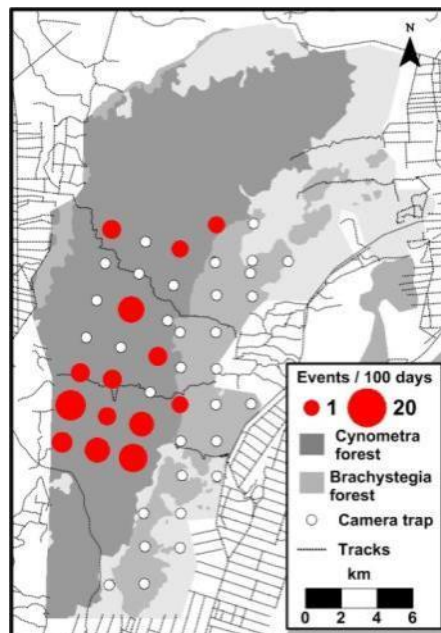 N
Events / 100 days
1 20
Cynometra
forest
Brachystegia
forest
Camera trap
Tracks
km
0 2 4 6